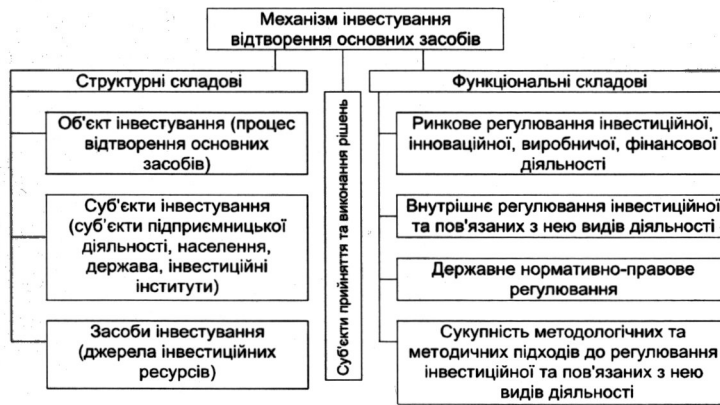 Механізм інвестування
відтворення основних засобів
Структурні складові
Об'єкт інвестування (процес
відтворення основних
засобів)
Суб'єкти інвестування
(суб'єкти підприємницької
діяльності, населення,
держава, інвестиційні
інститути)
Засоби інвестування
(джерела інвестиційних
ресурсів)
Суб'єкти прийняття та виконання рішень
Функціональні складові
Ринкове регулювання інвестиційної,
інноваційної, виробничої, фінансової
діяльності
Внутрішнє регулювання інвестиційної
та пов'язаних з нею видів діяльності
Державне нормативно-правове
регулювання
Сукупність методологічних та
методичних підходів до регулювання
інвестиційної та пов'язаних з нею
видів діяльності